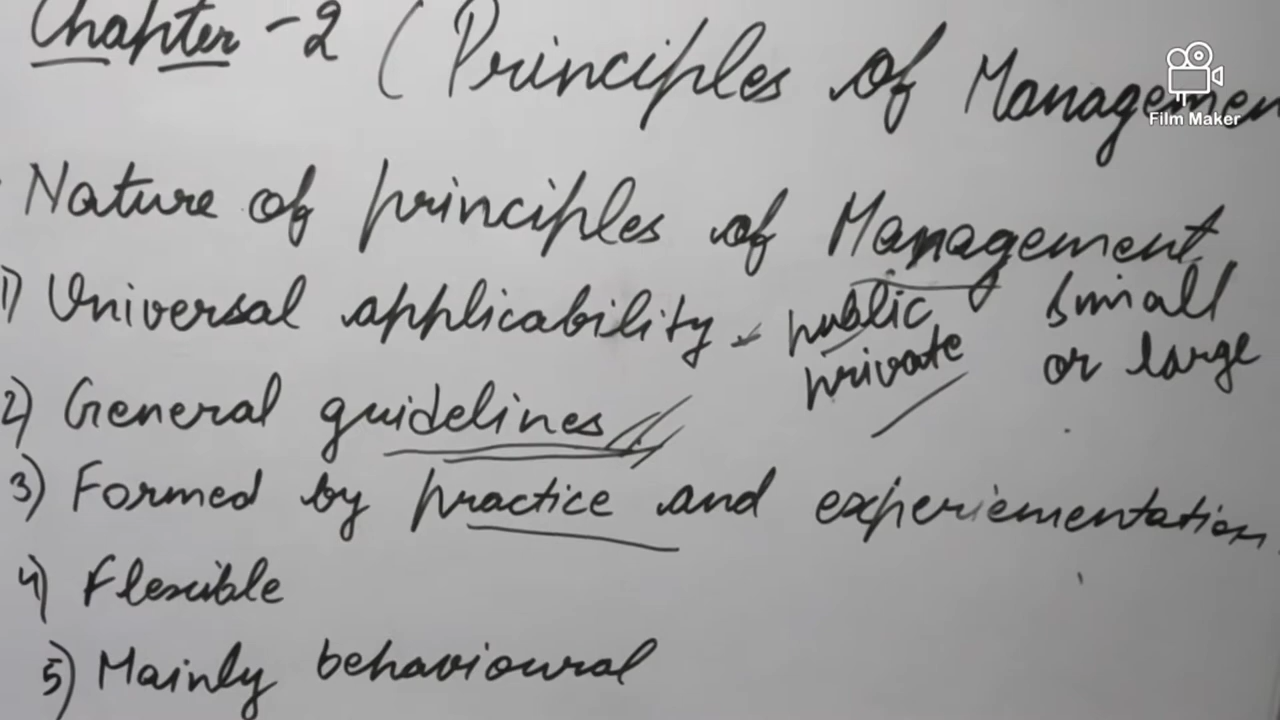 Chapter - 2 ( Principles of Managemen
Film Maker
Nature of principles of Management
1) Universal applicability - public small
private or large
2) General guidelines
3) Formed by practice and experiementation
4) Flexible
5) Mainly behavioural